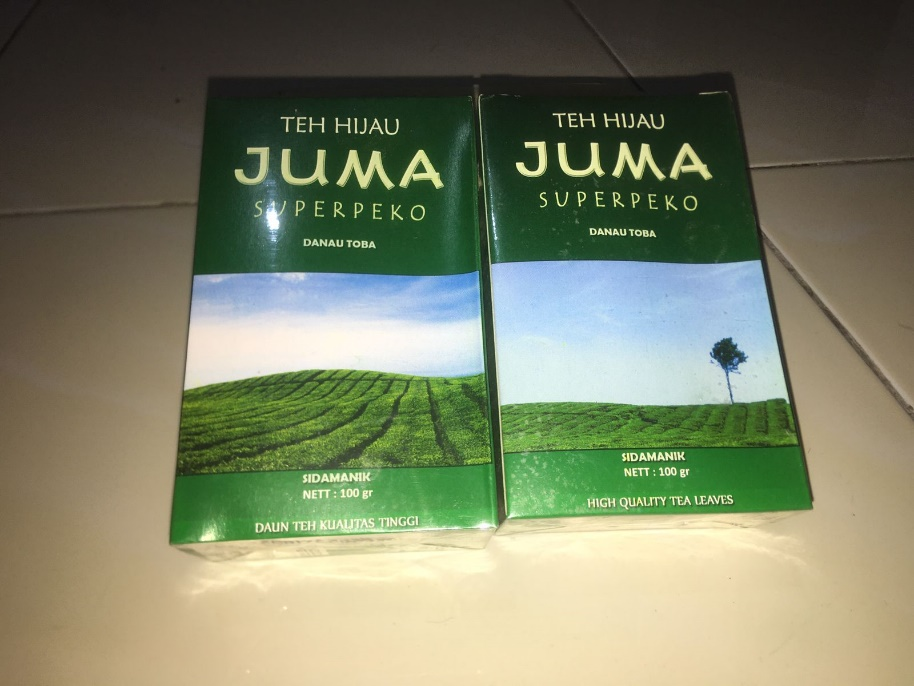 TEH HIJAU
JUMA
SUPERPEKO
DANAU TOBA
SIDAMANIK
NETT : 100 gr
DAUN TEH KUALITAS TINGGI
TEH HIJAU
JUMA
SUPERPEKO
DANAU TOBA
SIDAMANIK
NETT : 100 gr
HIGH QUALITY TEA LEAVES